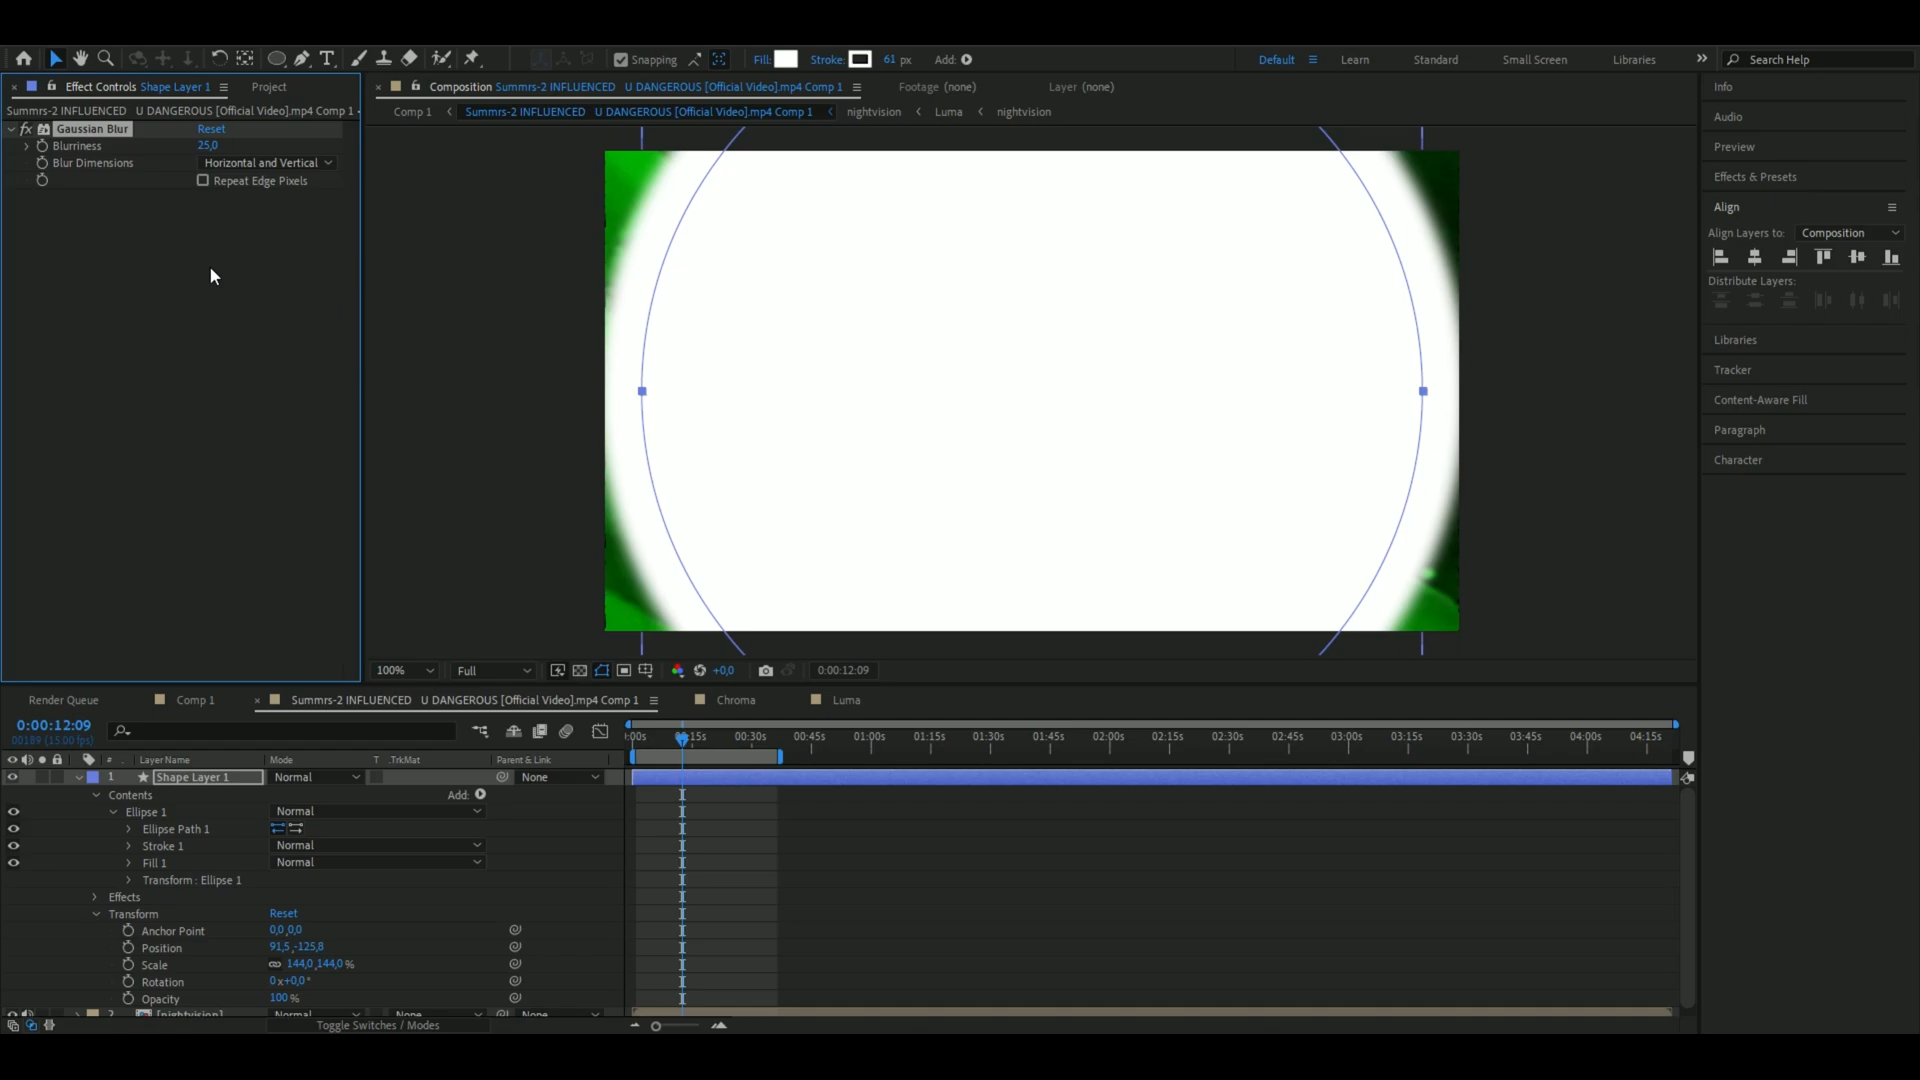 Snapping
Fill:
Stroke:
61 px
Add:
Default
Learn
Standard
Small Screen
Libraries
Search Help
Effect Controls Shape Layer 1
Project
Summrs-2 INFLUENCED U DANGEROUS [Official Video].mp4 Comp 1
fx Gaussian Blur
Reset
Blurriness
25,0
Blur Dimensions
Horizontal and Vertical
Repeat Edge Pixels
Composition Summrs-2 INFLUENCED U DANGEROUS [Official Video].mp4 Comp 1
Footage (none)
Layer (none)
Comp 1
Summrs-2 INFLUENCED U DANGEROUS [Official Video].mp4 Comp 1
nightvision
Luma
nightvision
Info
Audio
Preview
Effects & Presets
Align
Align Layers to:
Composition
Distribute Layers:
Libraries
Tracker
Content-Aware Fill
Paragraph
Character
100%
Full
+0,0
0:00:12:09
Render Queue
Comp 1
Summrs-2 INFLUENCED U DANGEROUS [Official Video].mp4 Comp 1
Chroma
Luma
0:00:12:09
00189 (15.00 fps)
:00s 00:15s 00:30s 00:45s 01:00s 01:15s 01:30s 01:45s 02:00s 02:15s 02:30s 02:45s 03:00s 03:15s 03:30s 03:45s 04:00s 04:15s
# Layer Name Mode T .TrkMat Parent & Link
1 Shape Layer 1 Normal None
Contents Add:
Ellipse 1 Normal
Ellipse Path 1
Stroke 1 Normal
Fill 1 Normal
Transform : Ellipse 1
Effects
Transform Reset
Anchor Point 0,0,0,0
Position 91,5,-125,8
Scale 144,0,144,0 %
Rotation 0x+0,0°
Opacity 100 %
2 [nightvision] Normal None None
Toggle Switches / Modes